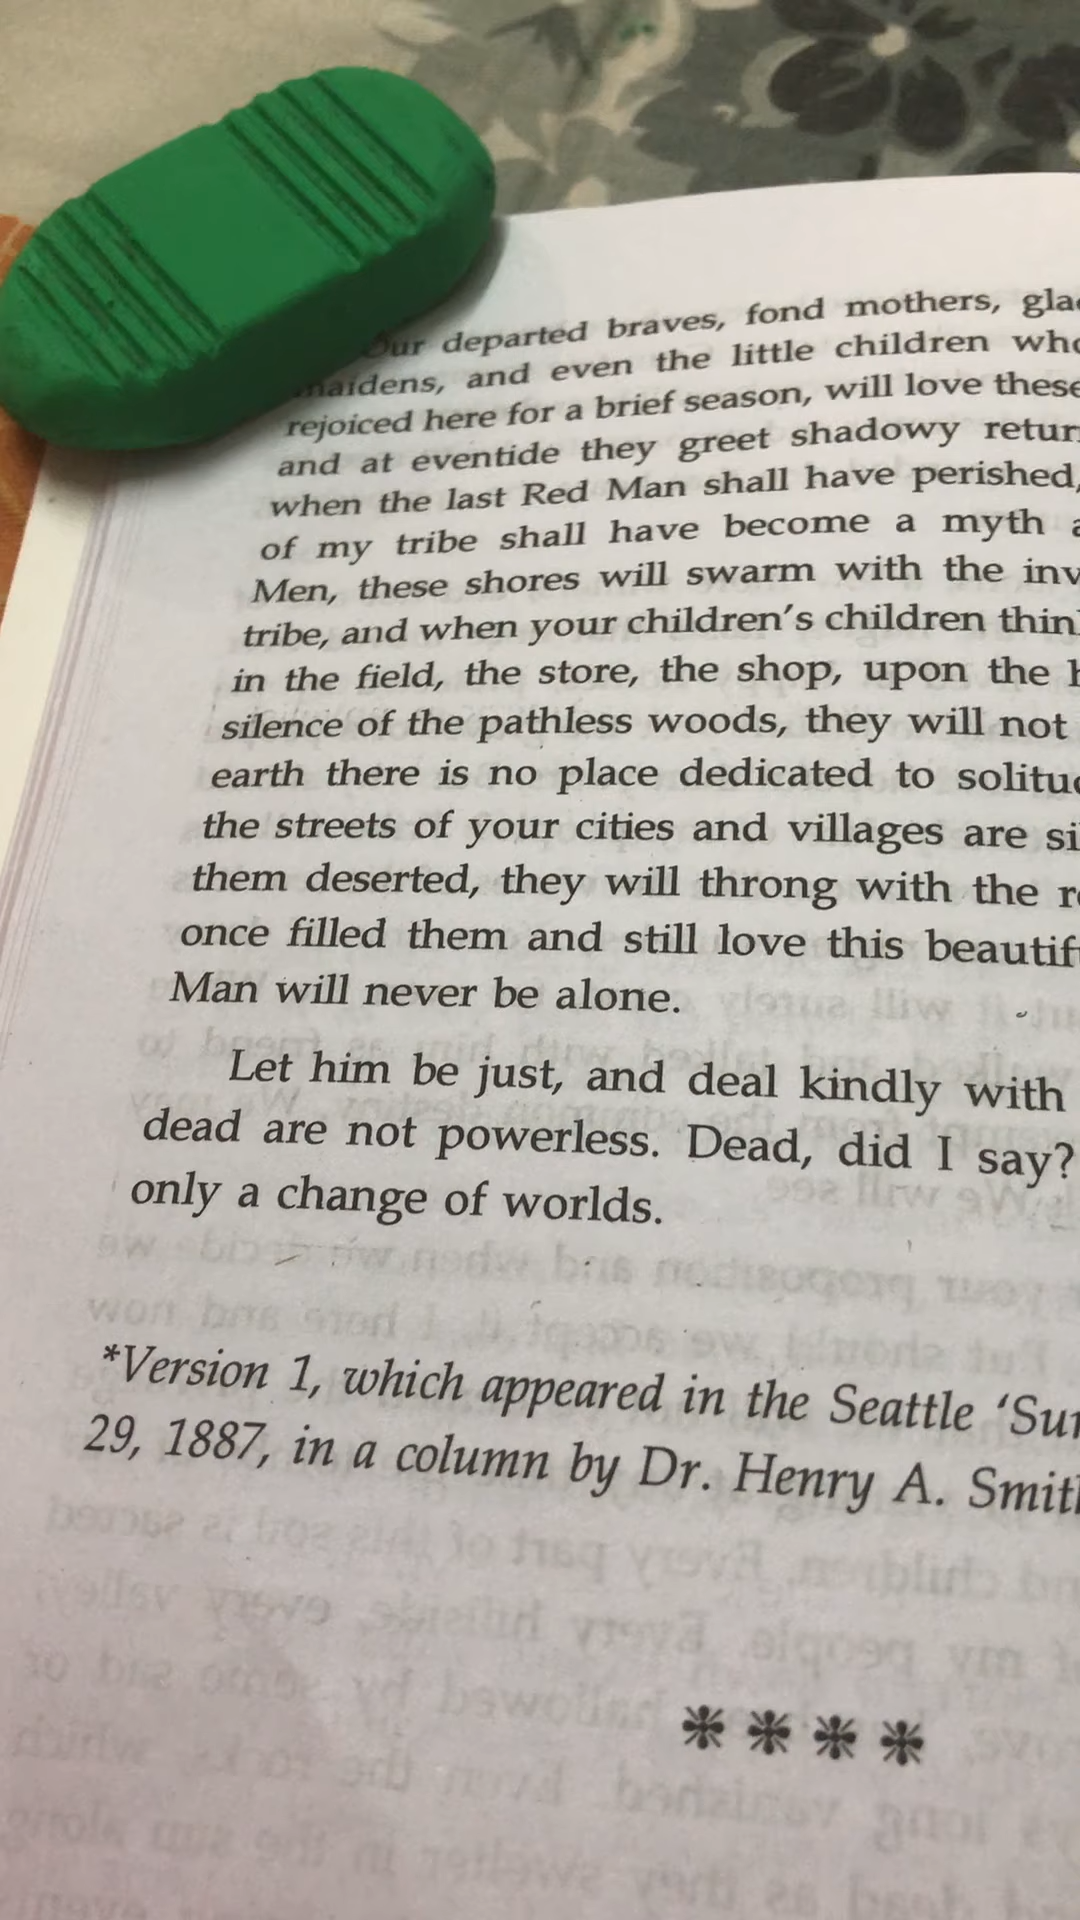 Our departed braves, fond mothers,
maidens, and even the little children who
rejoiced here for a brief season, will love these
and at eventide they greet shadowy
when the last Red Man shall have perished,
of my tribe shall have become a myth
Men, these shores will swarm with the
tribe, and when your children's children
in the field, the store, the shop, upon the
silence of the pathless woods, they will not
earth there is no place dedicated to
the streets of your cities and villages are
them deserted, they will throng with the
once filled them and still love this
Man will never be alone.
Let him be just, and deal kindly with
dead are not powerless. Dead, did I say?
only a change of worlds.
*Version 1, which appeared in the Seattle
29, 1887, in a column by Dr. Henry A.